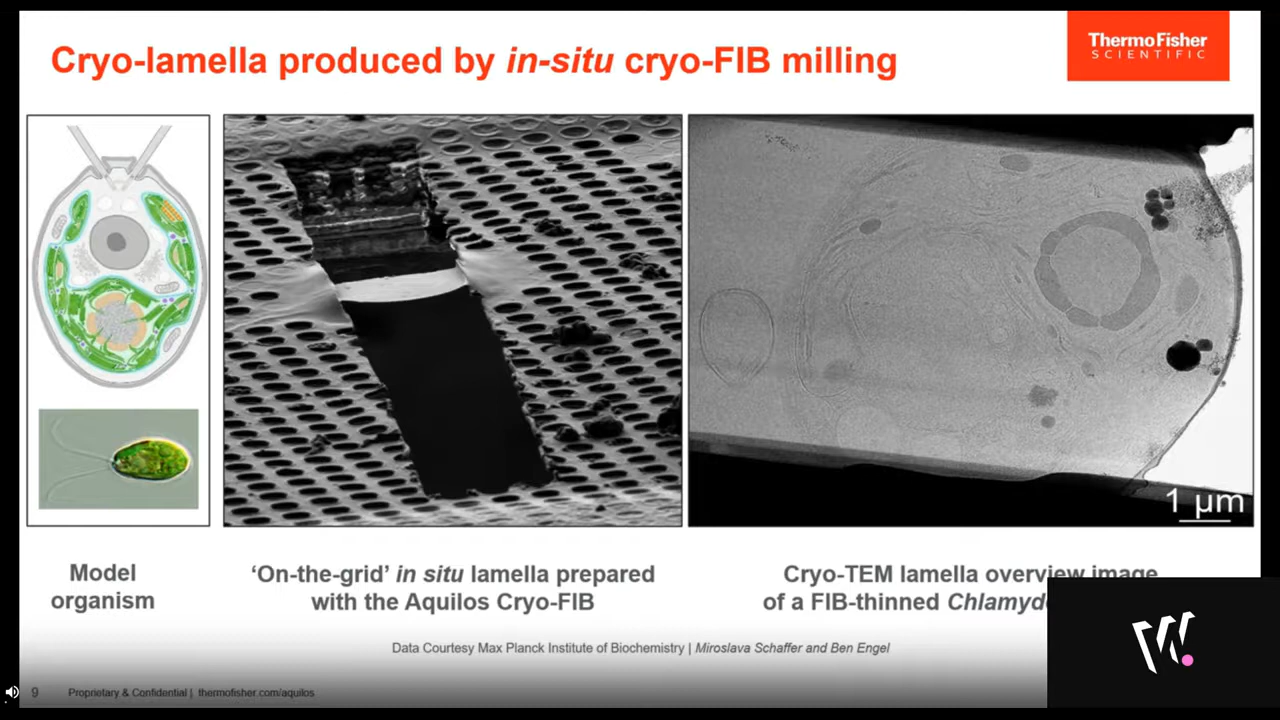 Cryo-lamella produced by in-situ cryo-FIB milling
ThermoFisher
SCIENTIFIC
1 μm
Model
organism
‘On-the-grid’ in situ lamella prepared
with the Aquilos Cryo-FIB
Cryo-TEM lamella overview image
of a FIB-thinned
Data Courtesy Max Planck Institute of Biochemistry | Miroslava Schaffer and Ben Engel
9 Proprietary & Confidential | thermofisher.com/aquilos